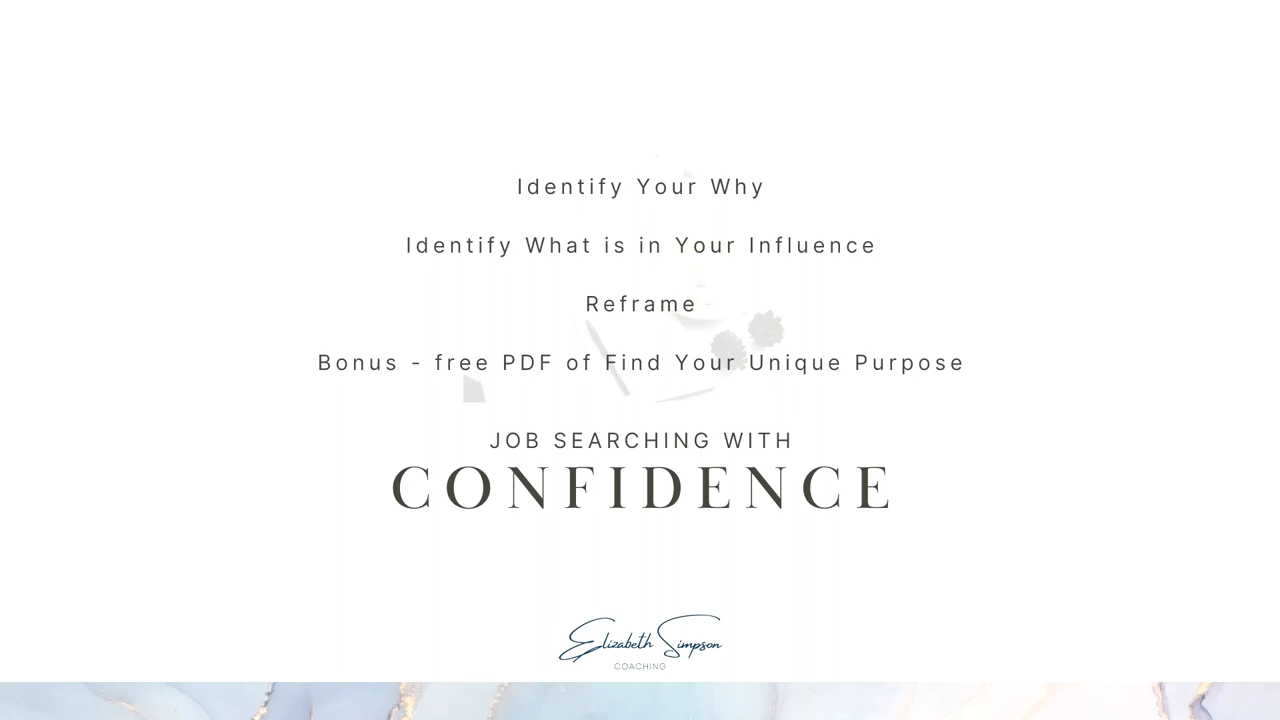 Identify Your Why
Identify What is in Your Influence
Reframe
Bonus - free PDF of Find Your Unique Purpose
JOB SEARCHING WITH
CONFIDENCE
Elizabeth Simpson
COACHING